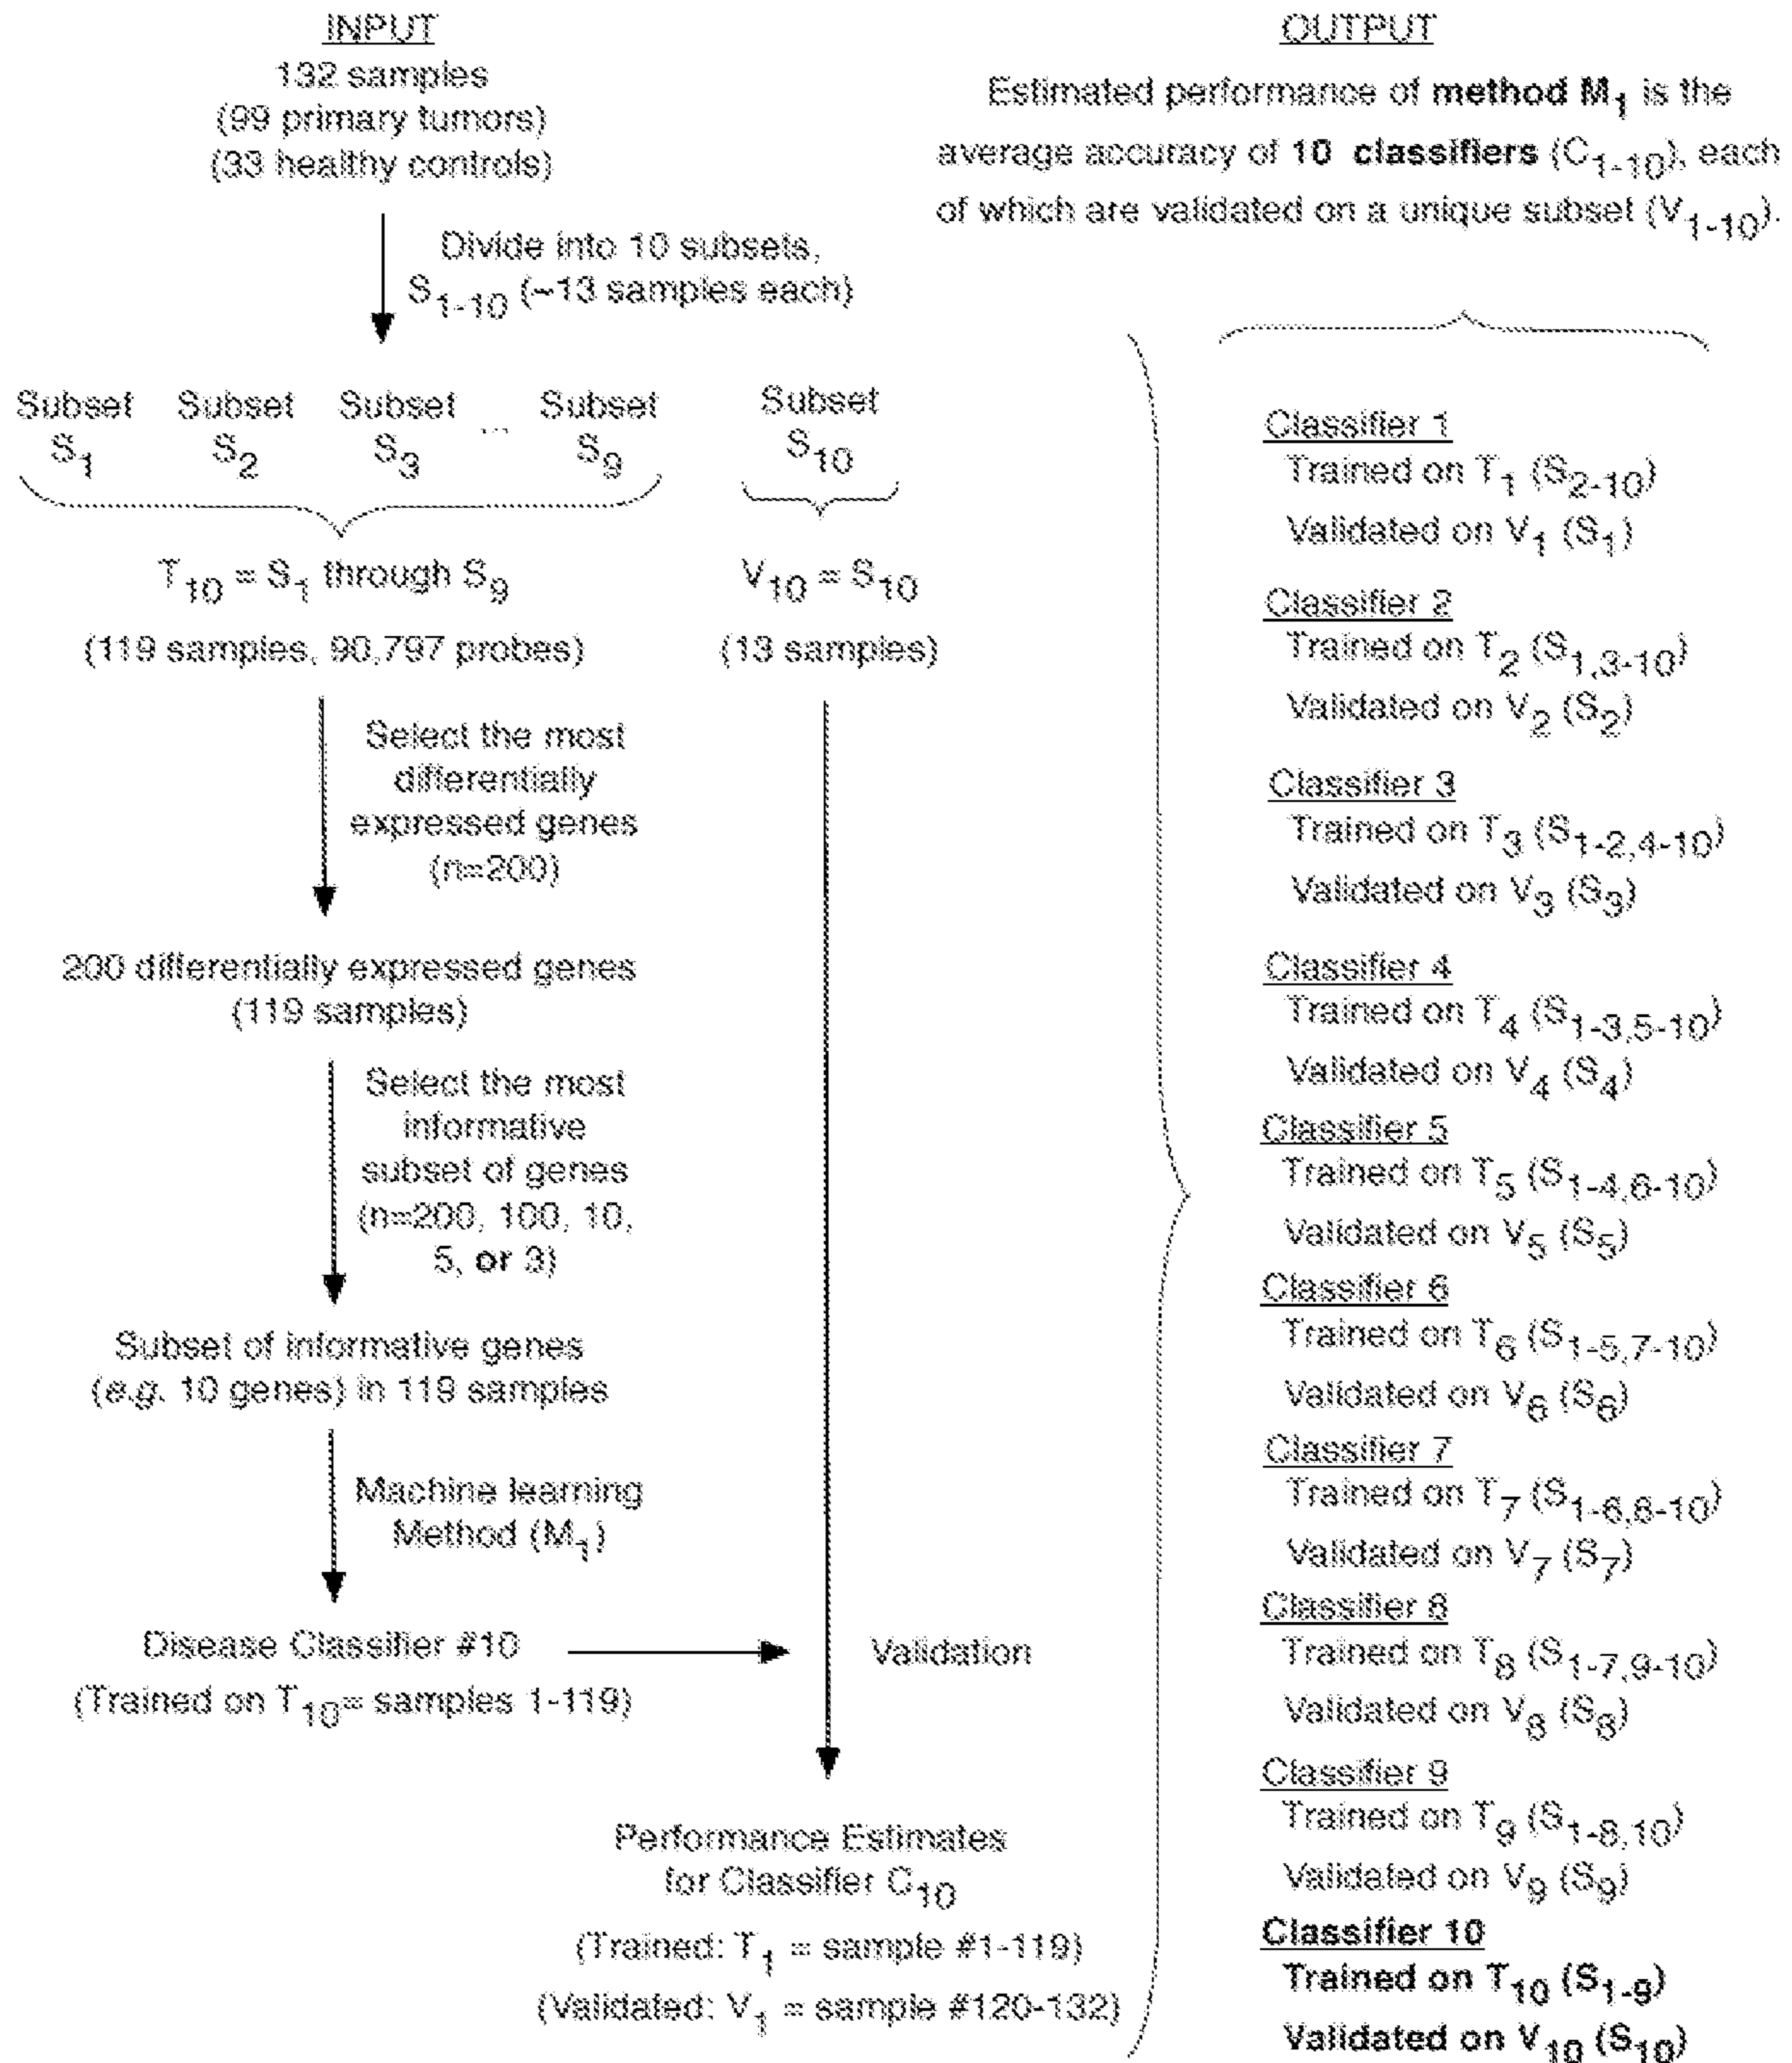 INPUT
132 samples
(99 primary tumors)
(33 healthy controls)
Divide into 10 subsets,
S1-10 (~13 samples each)
Subset Subset Subset ... Subset Subset
S1 S2 S3 S9 S10
T10 = S1 through S9
(119 samples, 90,797 probes)
V10 = S10
(13 samples)
Select the most
differentially
expressed genes
(n=200)
200 differentially expressed genes
(119 samples)
Select the most
informative
subset of genes
(n=200, 100, 10,
5, or 3)
Subset of informative genes
(e.g. 10 genes) in 119 samples
Machine learning
Method (M1)
Disease Classifier #10
(Trained on T10= samples 1-119)
Validation
Performance Estimates
for Classifier C10
(Trained: T1 = sample #1-119)
(Validated: V1 = sample #120-132)
OUTPUT
Estimated performance of method M1 is the
average accuracy of 10 classifiers (C1-10), each
of which are validated on a unique subset (V1-10).
Classifier 1
Trained on T1 (S2-10)
Validated on V1 (S1)
Classifier 2
Trained on T2 (S1,3-10)
Validated on V2 (S2)
Classifier 3
Trained on T3 (S1-2,4-10)
Validated on V3 (S3)
Classifier 4
Trained on T4 (S1-3,5-10)
Validated on V4 (S4)
Classifier 5
Trained on T5 (S1-4,6-10)
Validated on V5 (S5)
Classifier 6
Trained on T6 (S1-5,7-10)
Validated on V6 (S6)
Classifier 7
Trained on T7 (S1-6,8-10)
Validated on V7 (S7)
Classifier 8
Trained on T8 (S1-7,9-10)
Validated on V8 (S8)
Classifier 9
Trained on T9 (S1-8,10)
Validated on V9 (S9)
Classifier 10
Trained on T10 (S1-9)
Validated on V10 (S10)